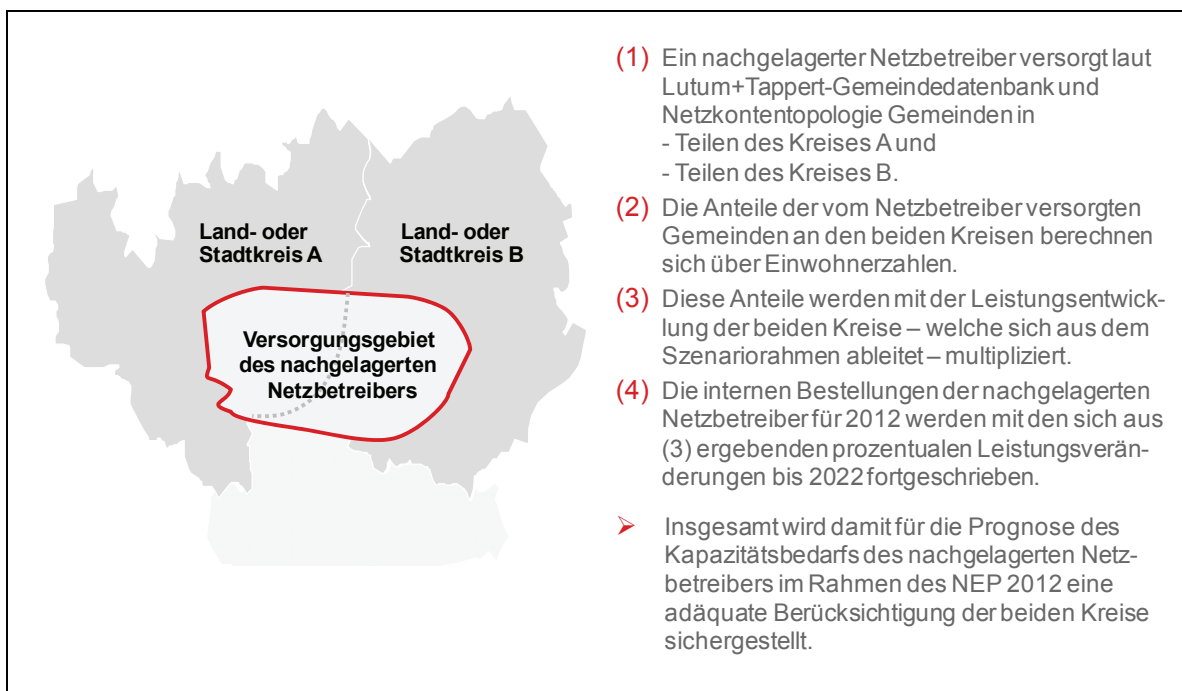 Land- oder
Stadtkreis A
Land- oder
Stadtkreis B
Versorgungsgebiet
des nachgelagerten
Netzbetreibers
(1) Ein nachgelagerter Netzbetreiber versorgt laut
Lutum+Tappert-Gemeindedatenbank und
Netzkontentopologie Gemeinden in
- Teilen des Kreises A und
- Teilen des Kreises B.
(2) Die Anteile der vom Netzbetreiber versorgten
Gemeinden an den beiden Kreisen berechnen
sich über Einwohnerzahlen.
(3) Diese Anteile werden mit der Leistungsentwick-
lung der beiden Kreise – welche sich aus dem
Szenariorahmen ableitet – multipliziert.
(4) Die internen Bestellungen der nachgelagerten
Netzbetreiber für 2012 werden mit den sich aus
(3) ergebenden prozentualen Leistungsverän-
derungen bis 2022 fortgeschrieben.
➢ Insgesamt wird damit für die Prognose des
Kapazitätsbedarfs des nachgelagerten Netz-
betreibers im Rahmen des NEP 2012 eine
adäquate Berücksichtigung der beiden Kreise
sichergestellt.